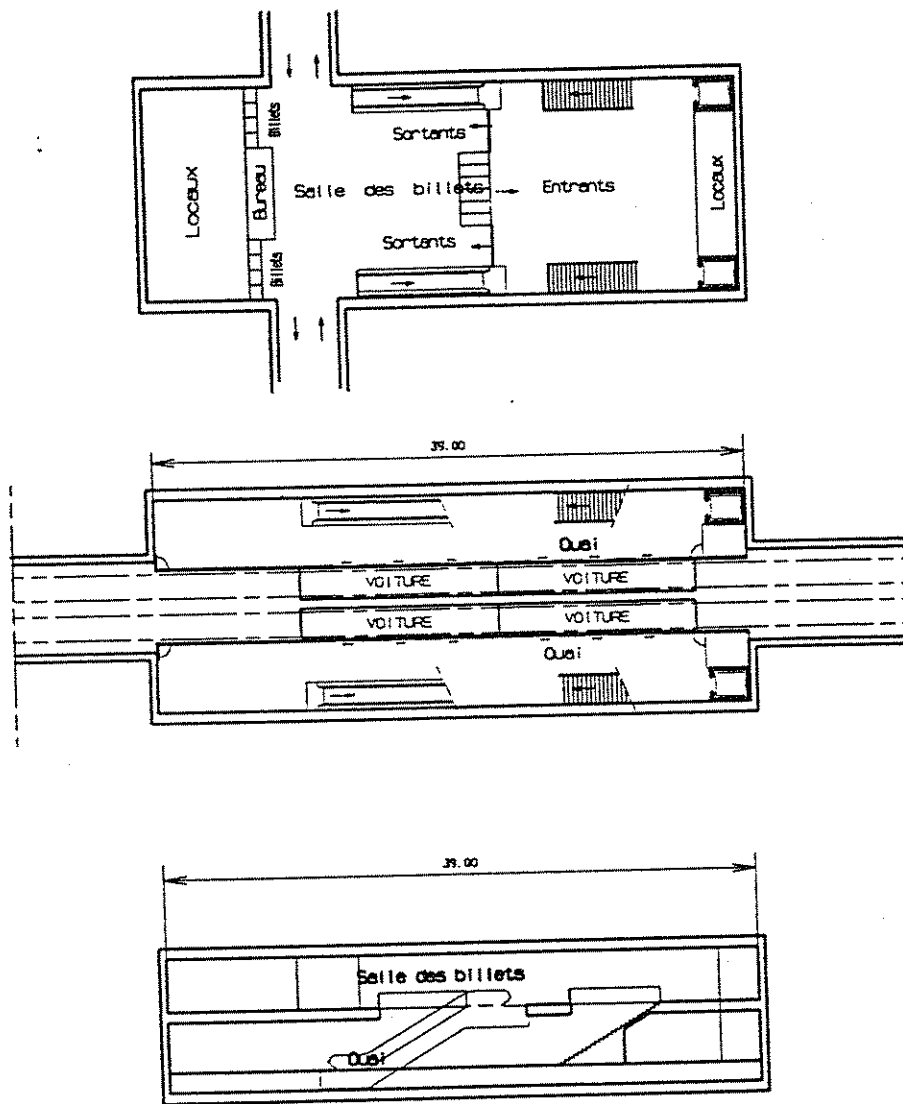 Billets
Sortants
Locaux
Bureau
Salle des billets
Entrants
Locaux
Sortants
Billets
39.00
Quai
VOITURE
VOITURE
VOITURE
VOITURE
Quai
39.00
Salle des billets
Quai